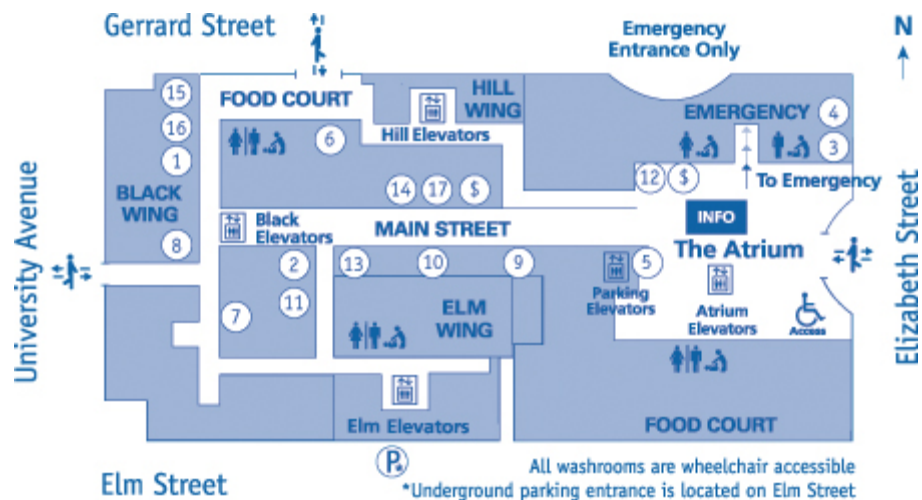 Gerrard Street
Emergency
Entrance Only
N
FOOD COURT
HILL
WING
Hill Elevators
EMERGENCY
4
3
15
16
1
6
BLACK
WING
8
14
17
$
12
$
To Emergency
INFO
The Atrium
Black
Elevators
MAIN STREET
University Avenue
Elizabeth Street
2
11
7
13
10
9
5
Parking
Elevators
Atrium
Elevators
Access
ELM
WING
Elm Elevators
FOOD COURT
P
Elm Street
All washrooms are wheelchair accessible
*Underground parking entrance is located on Elm Street